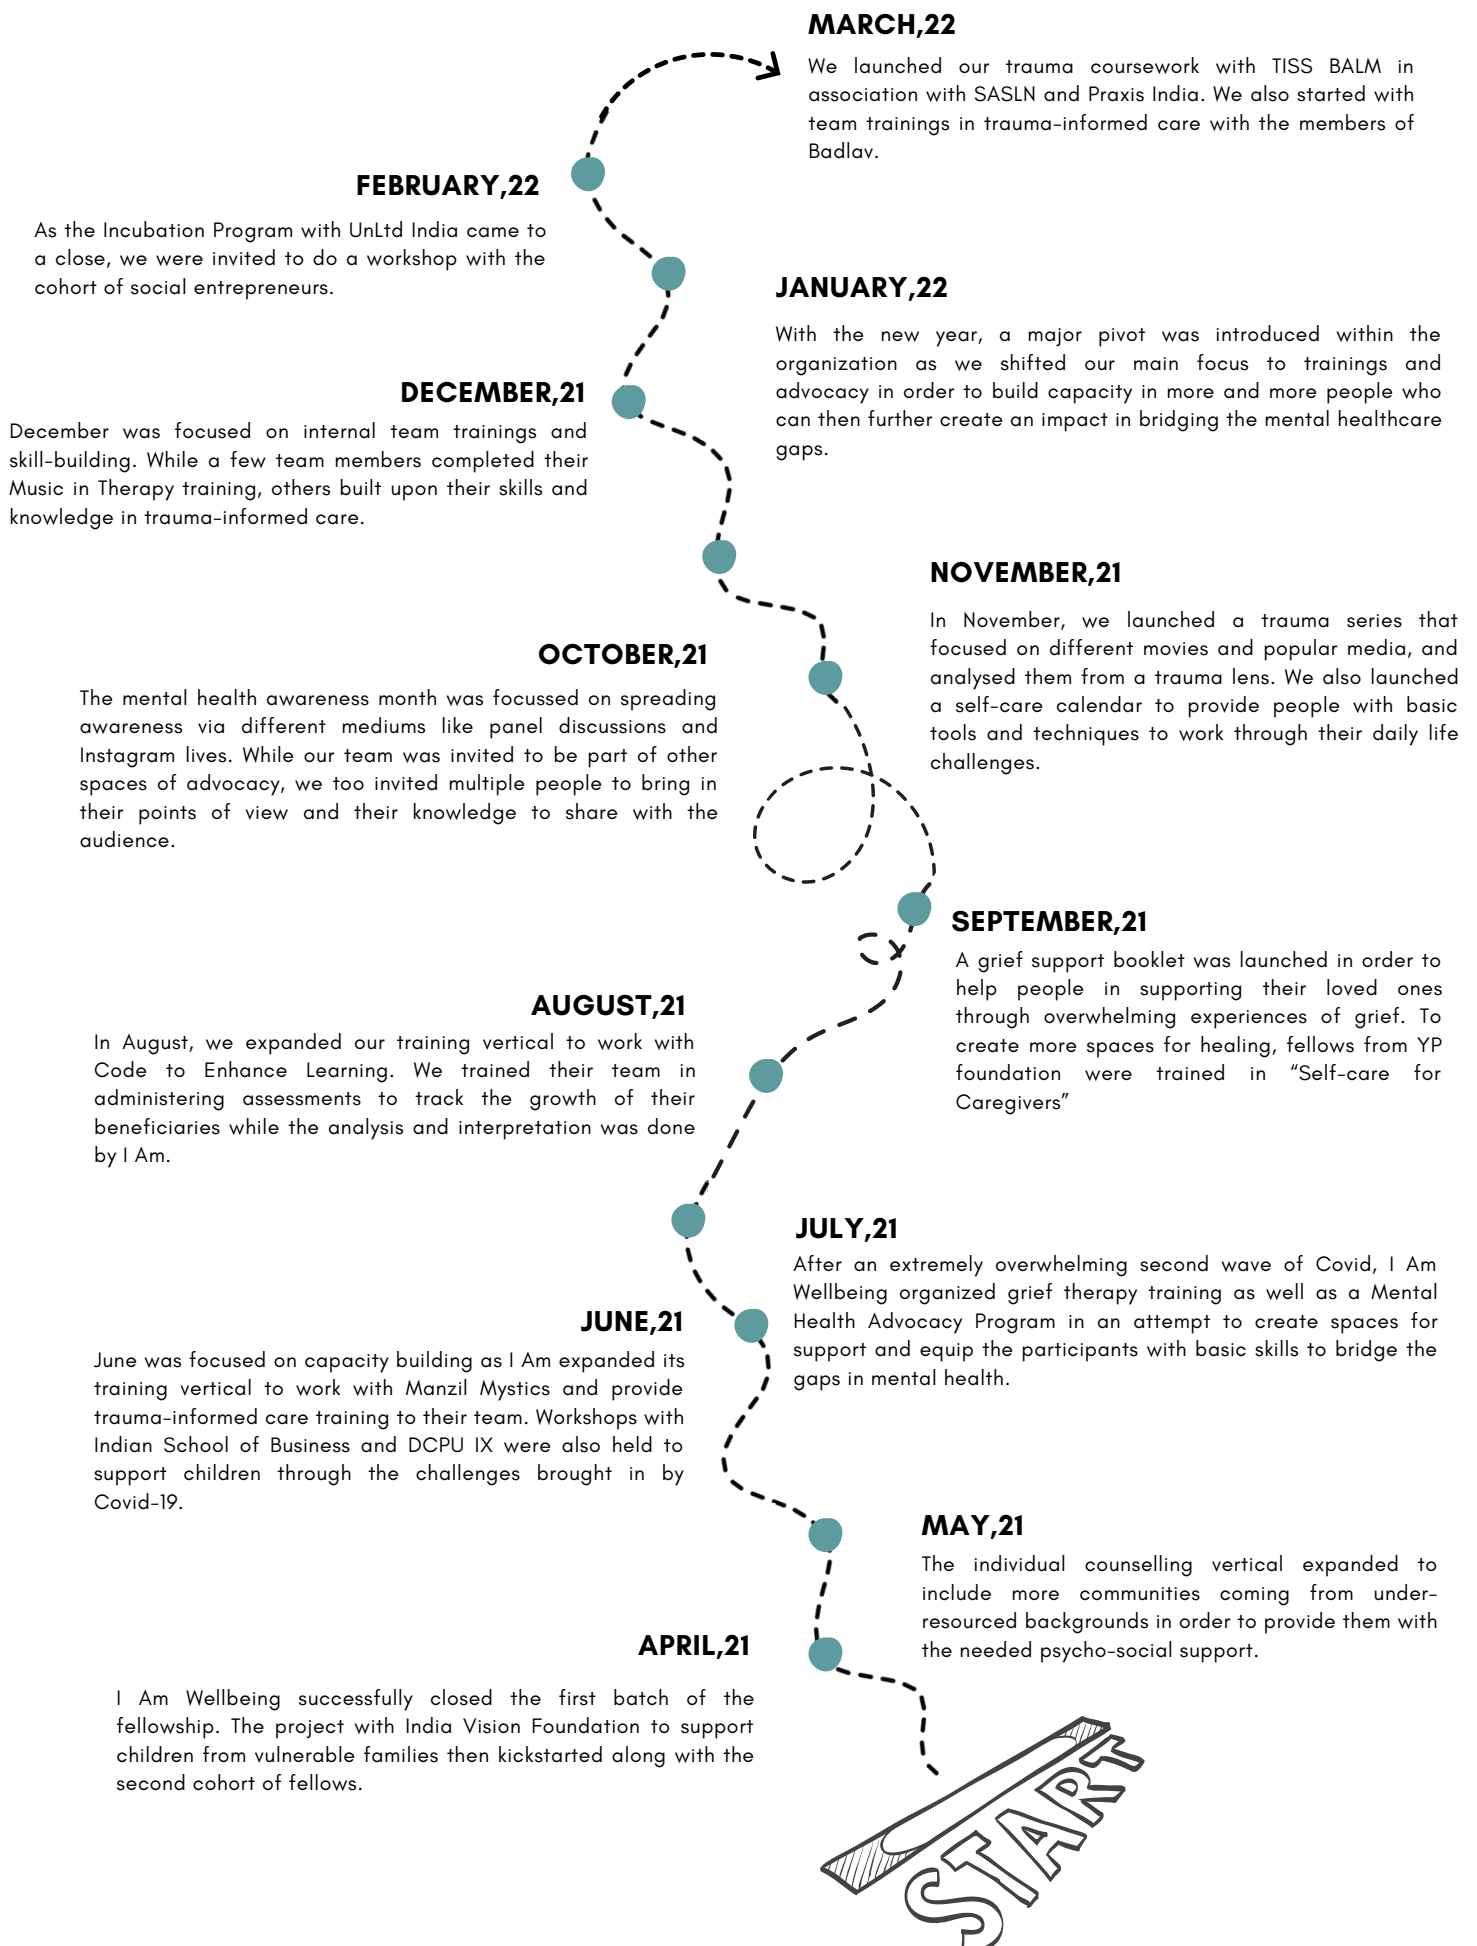 MARCH,22
We launched our trauma coursework with TISS BALM in
association with SASLN and Praxis India. We also started with
team trainings in trauma-informed care with the members of
Badlav.
FEBRUARY,22
As the Incubation Program with UnLtd India came to
a close, we were invited to do a workshop with the
cohort of social entrepreneurs.
JANUARY,22
With the new year, a major pivot was introduced within the
organization as we shifted our main focus to trainings and
advocacy in order to build capacity in more and more people who
can then further create an impact in bridging the mental healthcare
gaps.
DECEMBER,21
December was focused on internal team trainings and
skill-building. While a few team members completed their
Music in Therapy training, others built upon their skills and
knowledge in trauma-informed care.
NOVEMBER,21
In November, we launched a trauma series that
focused on different movies and popular media, and
analysed them from a trauma lens. We also launched
a self-care calendar to provide people with basic
tools and techniques to work through their daily life
challenges.
OCTOBER,21
The mental health awareness month was focussed on spreading
awareness via different mediums like panel discussions and
Instagram lives. While our team was invited to be part of other
spaces of advocacy, we too invited multiple people to bring in
their points of view and their knowledge to share with the
audience.
SEPTEMBER,21
A grief support booklet was launched in order to
help people in supporting their loved ones
through overwhelming experiences of grief. To
create more spaces for healing, fellows from YP
foundation were trained in “Self-care for
Caregivers”
AUGUST,21
In August, we expanded our training vertical to work with
Code to Enhance Learning. We trained their team in
administering assessments to track the growth of their
beneficiaries while the analysis and interpretation was done
by I Am.
JULY,21
After an extremely overwhelming second wave of Covid, I Am
Wellbeing organized grief therapy training as well as a Mental
Health Advocacy Program in an attempt to create spaces for
support and equip the participants with basic skills to bridge the
gaps in mental health.
JUNE,21
June was focused on capacity building as I Am expanded its
training vertical to work with Manzil Mystics and provide
trauma-informed care training to their team. Workshops with
Indian School of Business and DCPU IX were also held to
support children through the challenges brought in by
Covid-19.
MAY,21
The individual counselling vertical expanded to
include more communities coming from under-
resourced backgrounds in order to provide them with
the needed psycho-social support.
APRIL,21
I Am Wellbeing successfully closed the first batch of the
fellowship. The project with India Vision Foundation to support
children from vulnerable families then kickstarted along with the
second cohort of fellows.
START